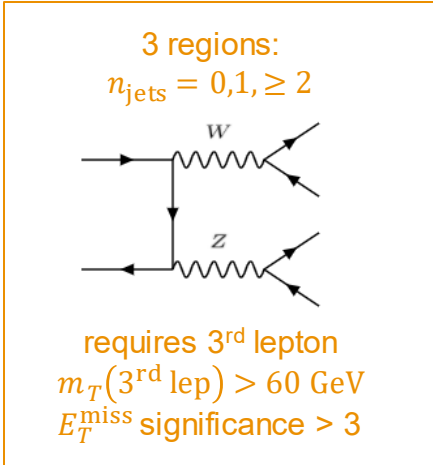 3 regions:
n_jets = 0,1, ≥ 2
W
Z
requires 3rd lepton
m_T(3rd lep) > 60 GeV
E_T^miss significance > 3